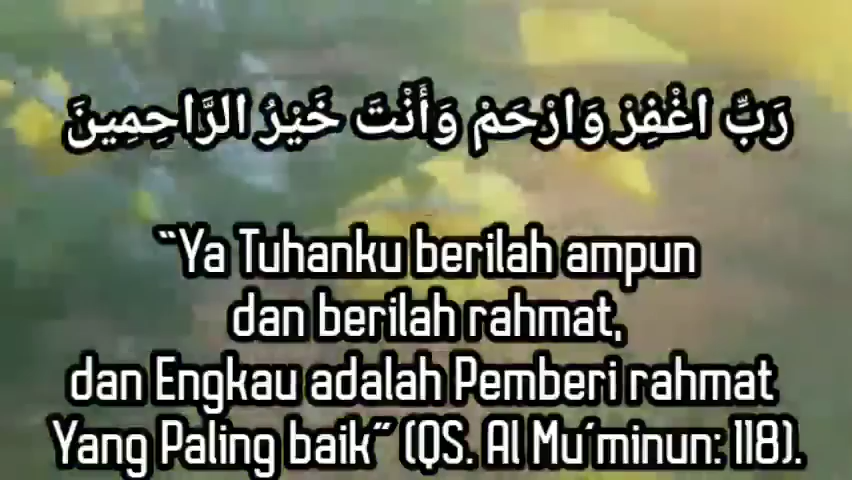 رَبِّ اغْفِرْ وَارْحَمْ وَأَنْتَ خَيْرُ الرَّاحِمِينَ
“Ya Tuhanku berilah ampun
dan berilah rahmat,
dan Engkau adalah Pemberi rahmat
Yang Paling baik” (QS. Al Mu’minun: 118).